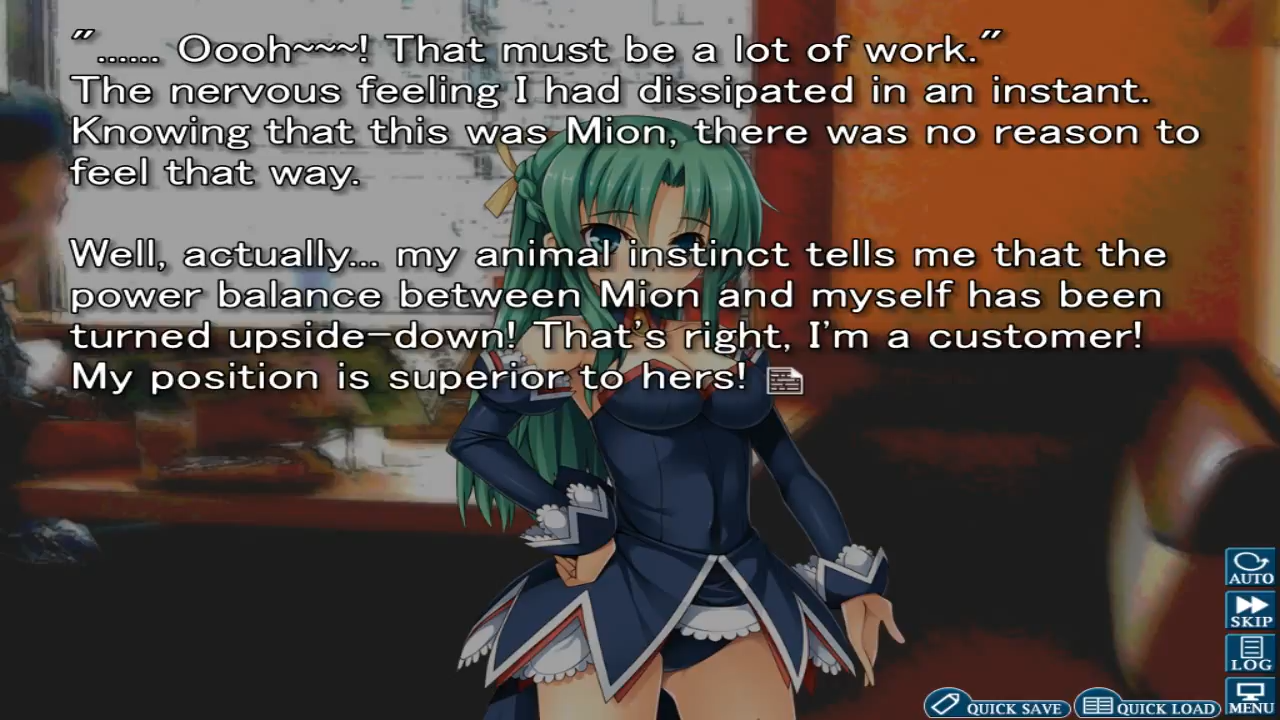 "...... Oooh~~~! That must be a lot of work."
The nervous feeling I had dissipated in an instant.
Knowing that this was Mion, there was no reason to
feel that way.
Well, actually... my animal instinct tells me that the
power balance between Mion and myself has been
turned upside-down! That's right, I'm a customer!
My position is superior to hers!
AUTO
SKIP
LOG
MENU
QUICK SAVE
QUICK LOAD